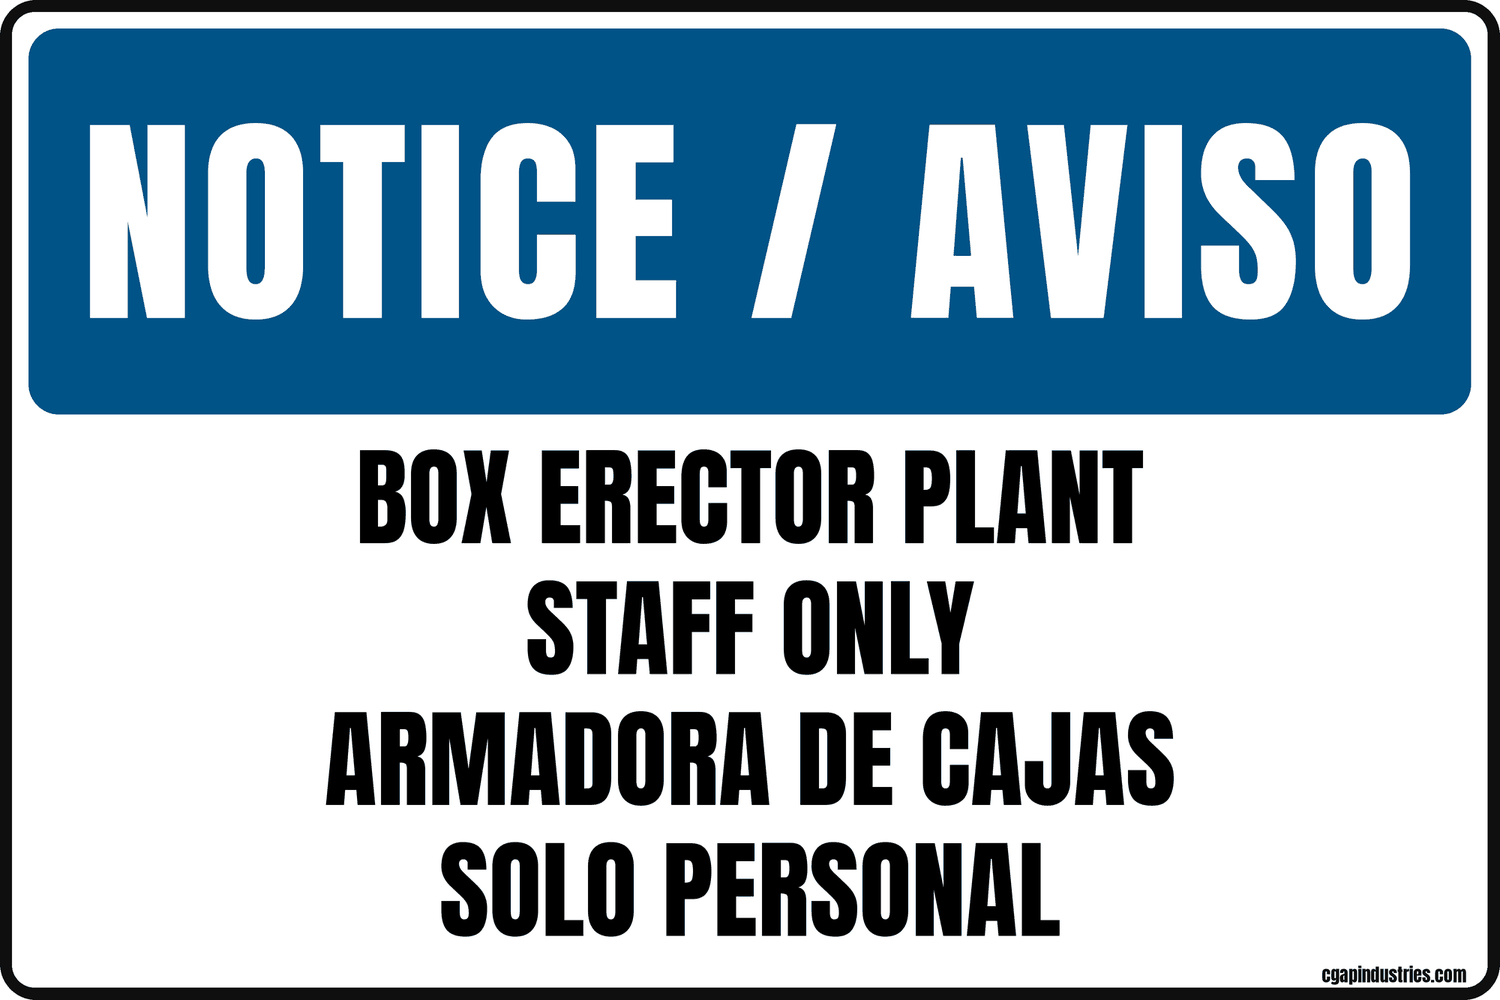 NOTICE / AVISO
BOX ERECTOR PLANT
STAFF ONLY
ARMADORA DE CAJAS
SOLO PERSONAL
cgapindustries.com